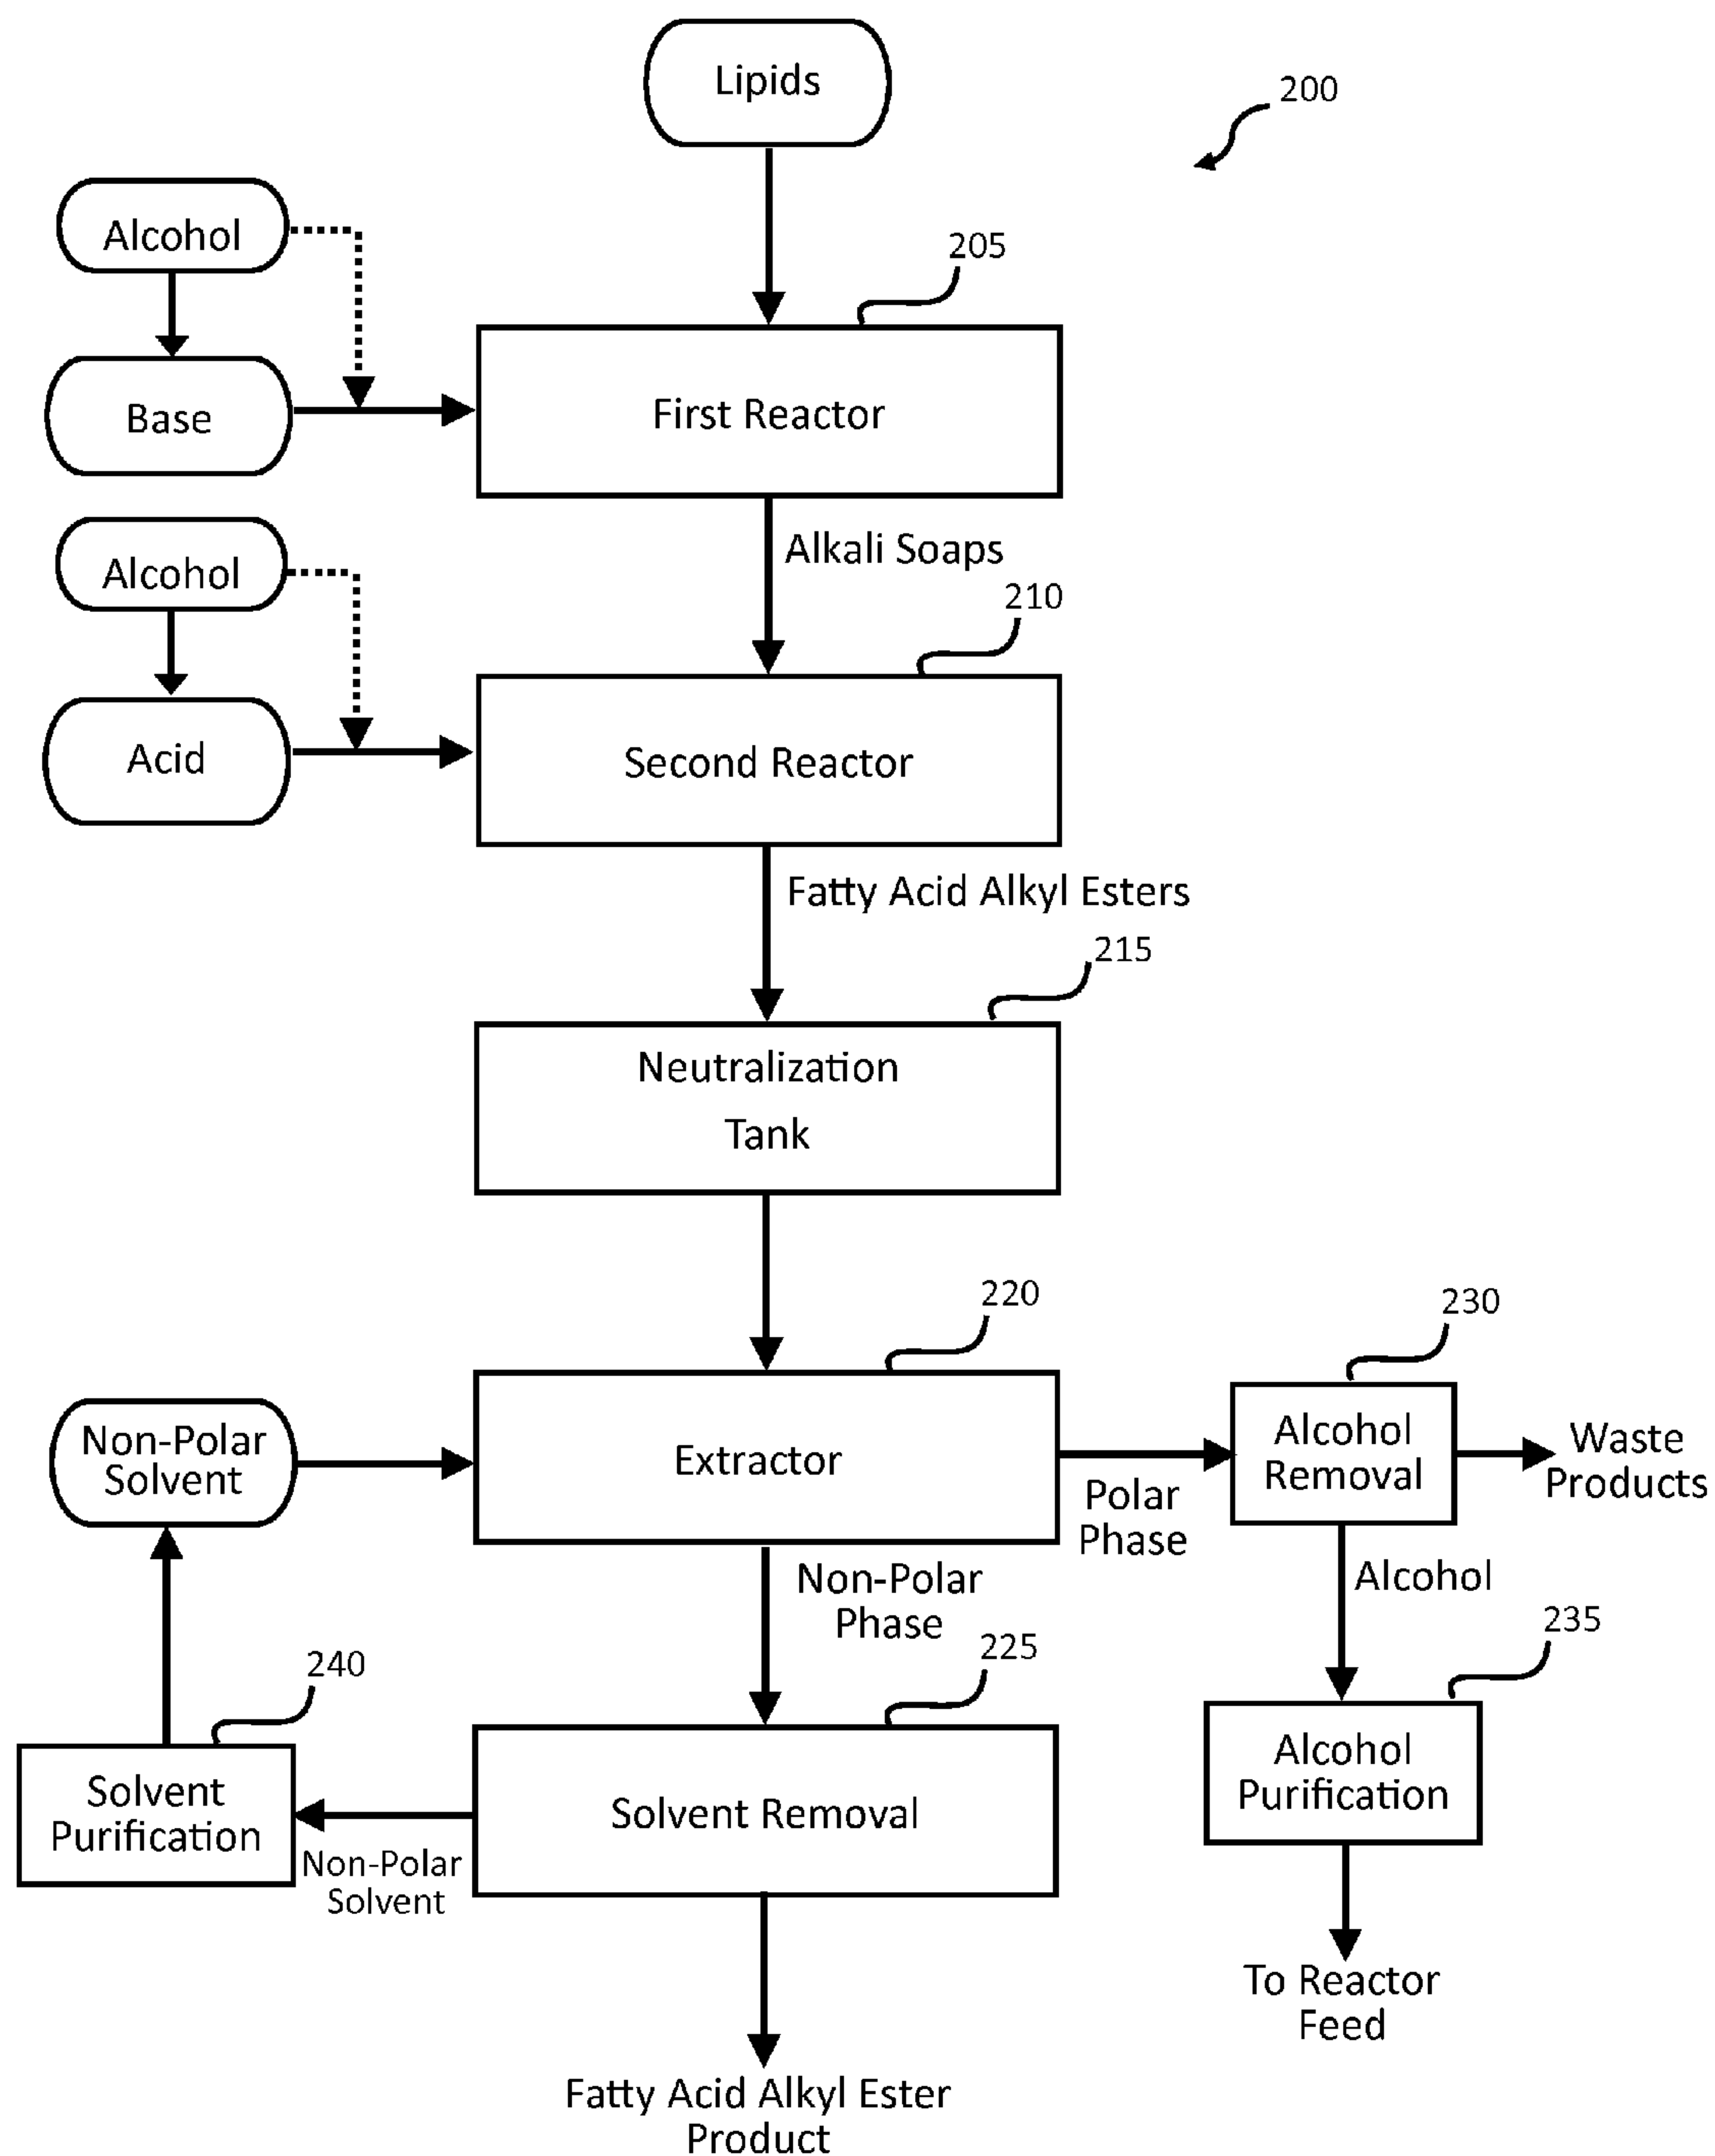 Lipids
200
Alcohol
205
Base
First Reactor
Alkali Soaps
Alcohol
210
Acid
Second Reactor
Fatty Acid Alkyl Esters
215
Neutralization
Tank
220
230
Non-Polar
Solvent
Extractor
Alcohol
Removal
Waste
Products
Polar
Phase
Non-Polar
Phase
Alcohol
235
225
240
Solvent
Purification
Solvent Removal
Alcohol
Purification
Non-Polar
Solvent
To Reactor
Feed
Fatty Acid Alkyl Ester
Product